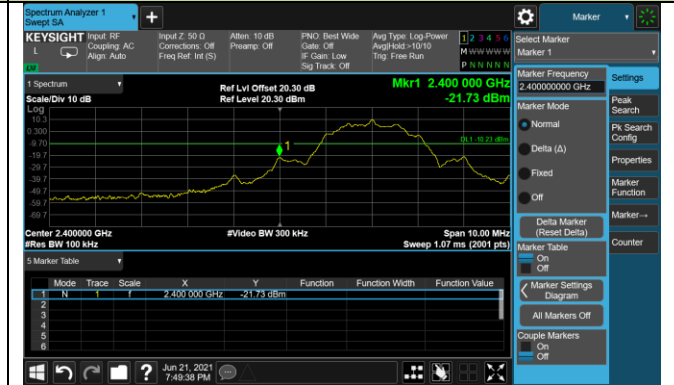 Spectrum Analyzer 1
Swept SA
Marker
KEYSIGHT Input: RF Input Z: 50 Ω Atten: 10 dB PNO: Best Wide Avg Type: Log-Power 1 2 3 4 5 6
L Coupling: AC Corrections: Off Preamp: Off Gate: Off Avg|Hold:>10/10 M W W W W W
Align: Auto Freq Ref: Int (S) IF Gain: Low Trig: Free Run
Sig Track: Off P N N N N N
Select Marker
Marker 1
1 Spectrum Ref Lvl Offset 20.30 dB Mkr1 2.400 000 GHz
Scale/Div 10 dB Ref Level 20.30 dBm -21.73 dBm
Log
10.3
0.300
-9.70
-19.7
-29.7
-39.7
-49.7
-59.7
-69.7
1
DL1 -10.23 dBm
Center 2.400000 GHz #Video BW 300 kHz Span 10.00 MHz
#Res BW 100 kHz Sweep 1.07 ms (2001 pts)
5 Marker Table
Mode Trace Scale X Y Function Function Width Function Value
1 N 1 f 2.400 000 GHz -21.73 dBm
2
3
4
5
6
Marker Frequency
2.400000000 GHz
Marker Mode
Normal
Delta (Δ)
Fixed
Off
Delta Marker
(Reset Delta)
Marker Table
On
Off
Marker Settings
Diagram
All Markers Off
Couple Markers
On
Off
Settings
Peak
Search
Pk Search
Config
Properties
Marker
Function
Marker→
Counter
? Jun 21, 2021
7:49:38 PM